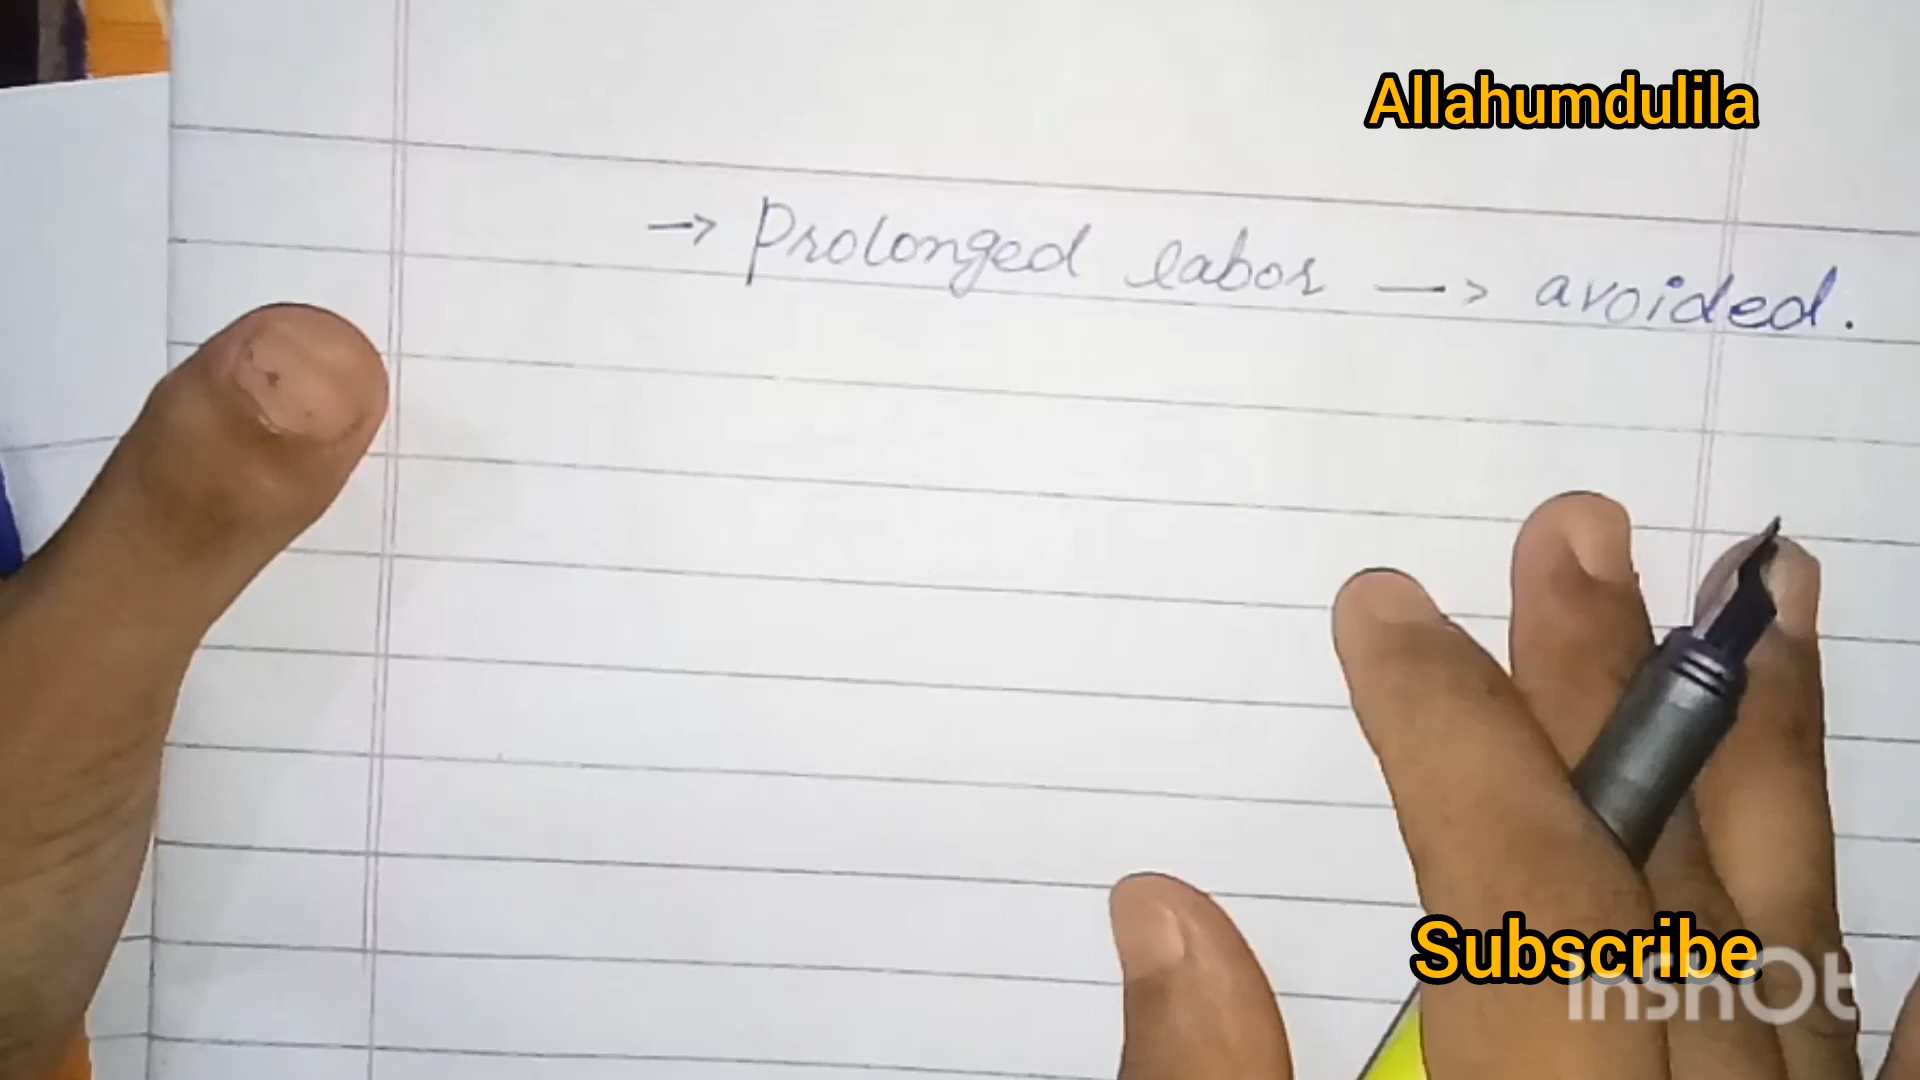 Allahumdulila
→ Prolonged labor → avoided.
Subscribe
InshOt